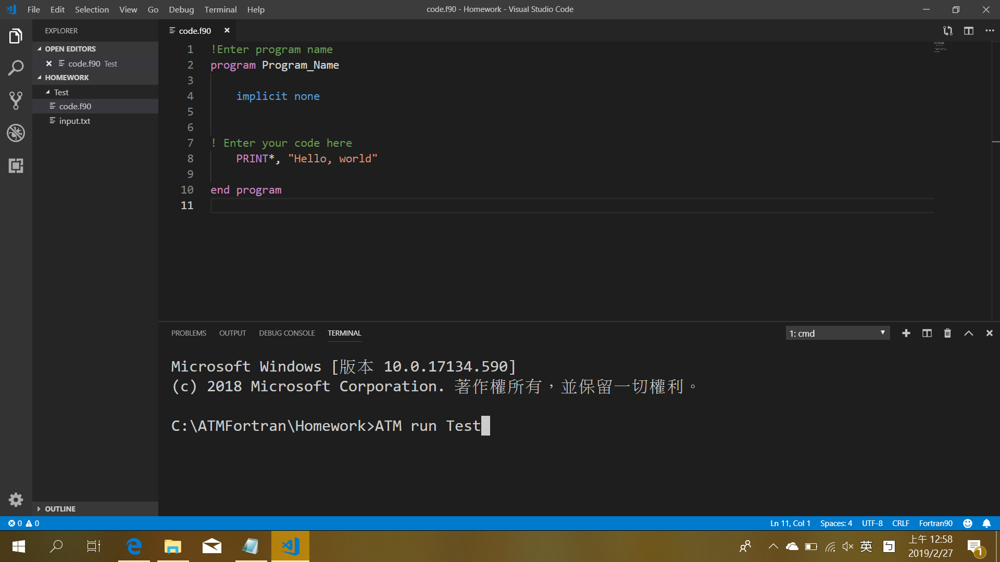 File Edit Selection View Go Debug Terminal Help
code.f90 - Homework - Visual Studio Code
EXPLORER
OPEN EDITORS
code.f90 Test
HOMEWORK
Test
code.f90
input.txt
OUTLINE
code.f90
1 !Enter program name
2 program Program_Name
3
4 implicit none
5
6
7 ! Enter your code here
8 PRINT*, "Hello, world"
9
10 end program
11
PROBLEMS OUTPUT DEBUG CONSOLE TERMINAL
1: cmd
Microsoft Windows [版本 10.0.17134.590]
(c) 2018 Microsoft Corporation. 著作權所有，並保留一切權利。
C:\ATMFortran\Homework>ATM run Test
0 0
Ln 11, Col 1 Spaces: 4 UTF-8 CRLF Fortran90
英 ㄅ
上午 12:58
2019/2/27
1